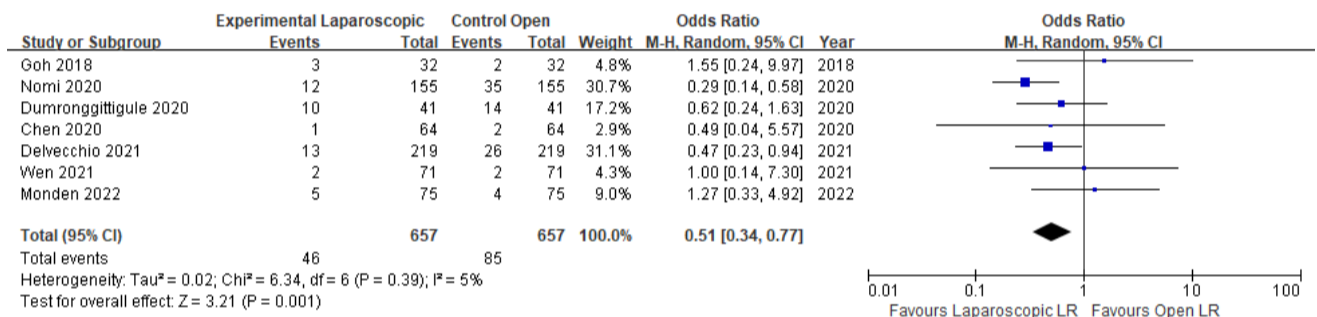 Experimental Laparoscopic Control Open Odds Ratio Odds Ratio
Study or Subgroup Events Total Events Total Weight M-H, Random, 95% CI Year M-H, Random, 95% CI
Goh 2018 3 32 2 32 4.8% 1.55 [0.24, 9.97] 2018
Nomi 2020 12 155 35 155 30.7% 0.29 [0.14, 0.58] 2020
Dumronggittigule 2020 10 41 14 41 17.2% 0.62 [0.24, 1.63] 2020
Chen 2020 1 64 2 64 2.9% 0.49 [0.04, 5.57] 2020
Delvecchio 2021 13 219 26 219 31.1% 0.47 [0.23, 0.94] 2021
Wen 2021 2 71 2 71 4.3% 1.00 [0.14, 7.30] 2021
Monden 2022 5 75 4 75 9.0% 1.27 [0.33, 4.92] 2022
Total (95% CI) 657 657 100.0% 0.51 [0.34, 0.77]
Total events 46 85
Heterogeneity: Tau² = 0.02; Chi² = 6.34, df = 6 (P = 0.39); I² = 5%
Test for overall effect: Z = 3.21 (P = 0.001)
0.01 0.1 1 10 100
Favours Laparoscopic LR Favours Open LR